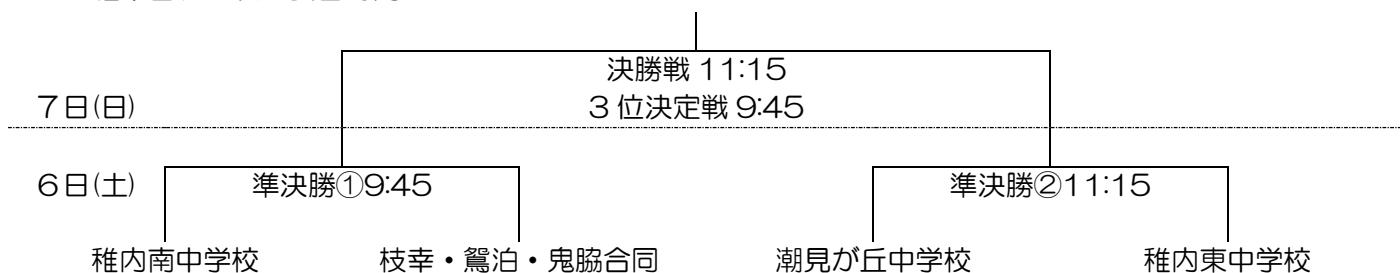 決勝戦 11:15
7日(日)
3位決定戦 9:45
6日(土)
準決勝①9:45
準決勝②11:15
稚内南中学校
枝幸・鴛泊・鬼脇合同
潮見が丘中学校
稚内東中学校